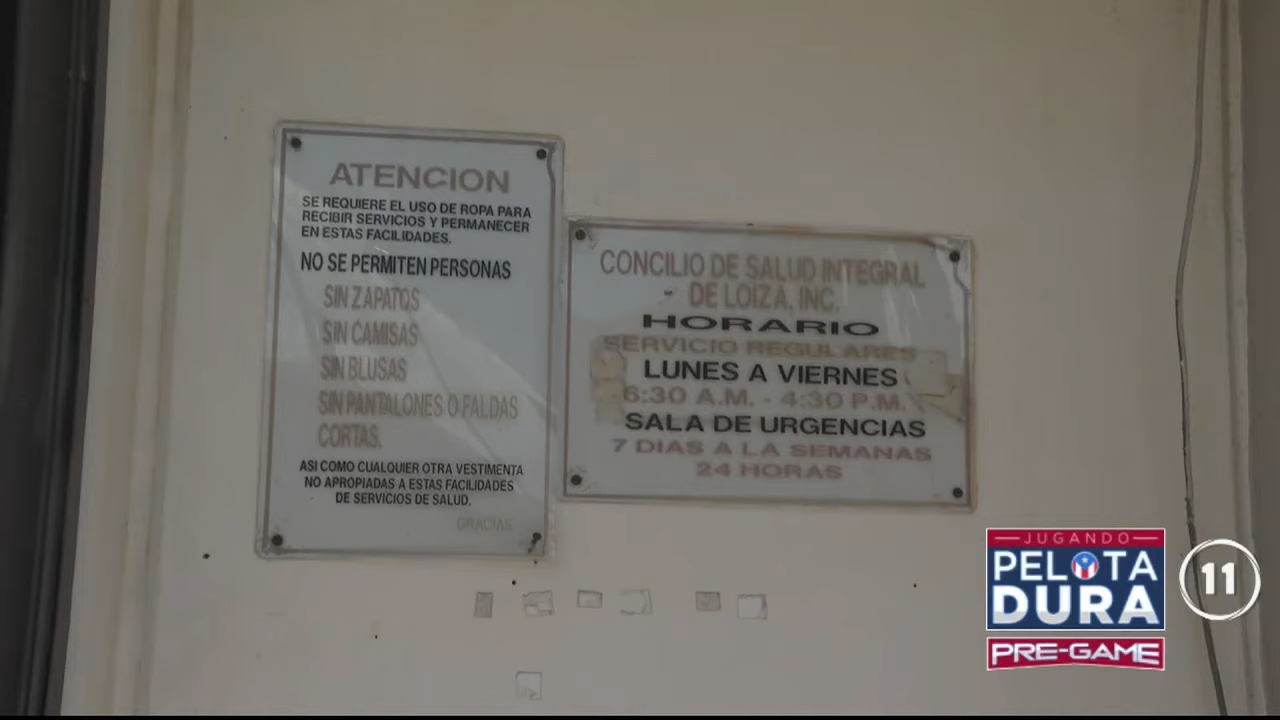 ATENCION
SE REQUIERE EL USO DE ROPA PARA
RECIBIR SERVICIOS Y PERMANECER
EN ESTAS FACILIDADES.
NO SE PERMITEN PERSONAS
SIN ZAPATOS
SIN CAMISAS
SIN BLUSAS
SIN PANTALONES O FALDAS
CORTAS.
ASI COMO CUALQUIER OTRA VESTIMENTA
NO APROPIADAS A ESTAS FACILIDADES
DE SERVICIOS DE SALUD.
GRACIAS
CONCILIO DE SALUD INTEGRAL
DE LOIZA, INC.
HORARIO
SERVICIO REGULARES
LUNES A VIERNES
6:30 A.M. - 4:30 P.M.
SALA DE URGENCIAS
7 DIAS A LA SEMANAS
24 HORAS
JUGANDO
PELOTA
DURA
PRE-GAME
11